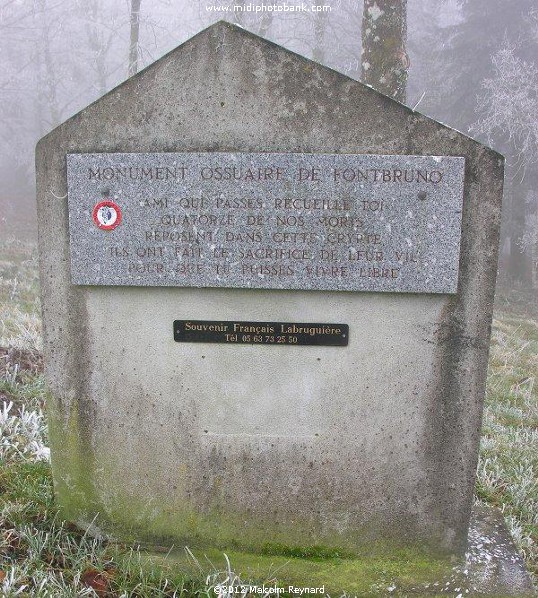 www.midiphotobank.com
MONUMENT OSSUAIRE DE FONTBRUNO
AMI QUE PASSES RECUEILLE TOI
QUATORZE DE NOS MORTS
REPOSENT DANS CETTE CRYPTE
ILS ONT FAIT LE SACRIFICE DE LEUR VIE
POUR QUE TU PUISSES VIVRE LIBRE
Souvenir Français Labruguière
Tèl 05 63 73 25 50
©2012 Malcolm Reynard